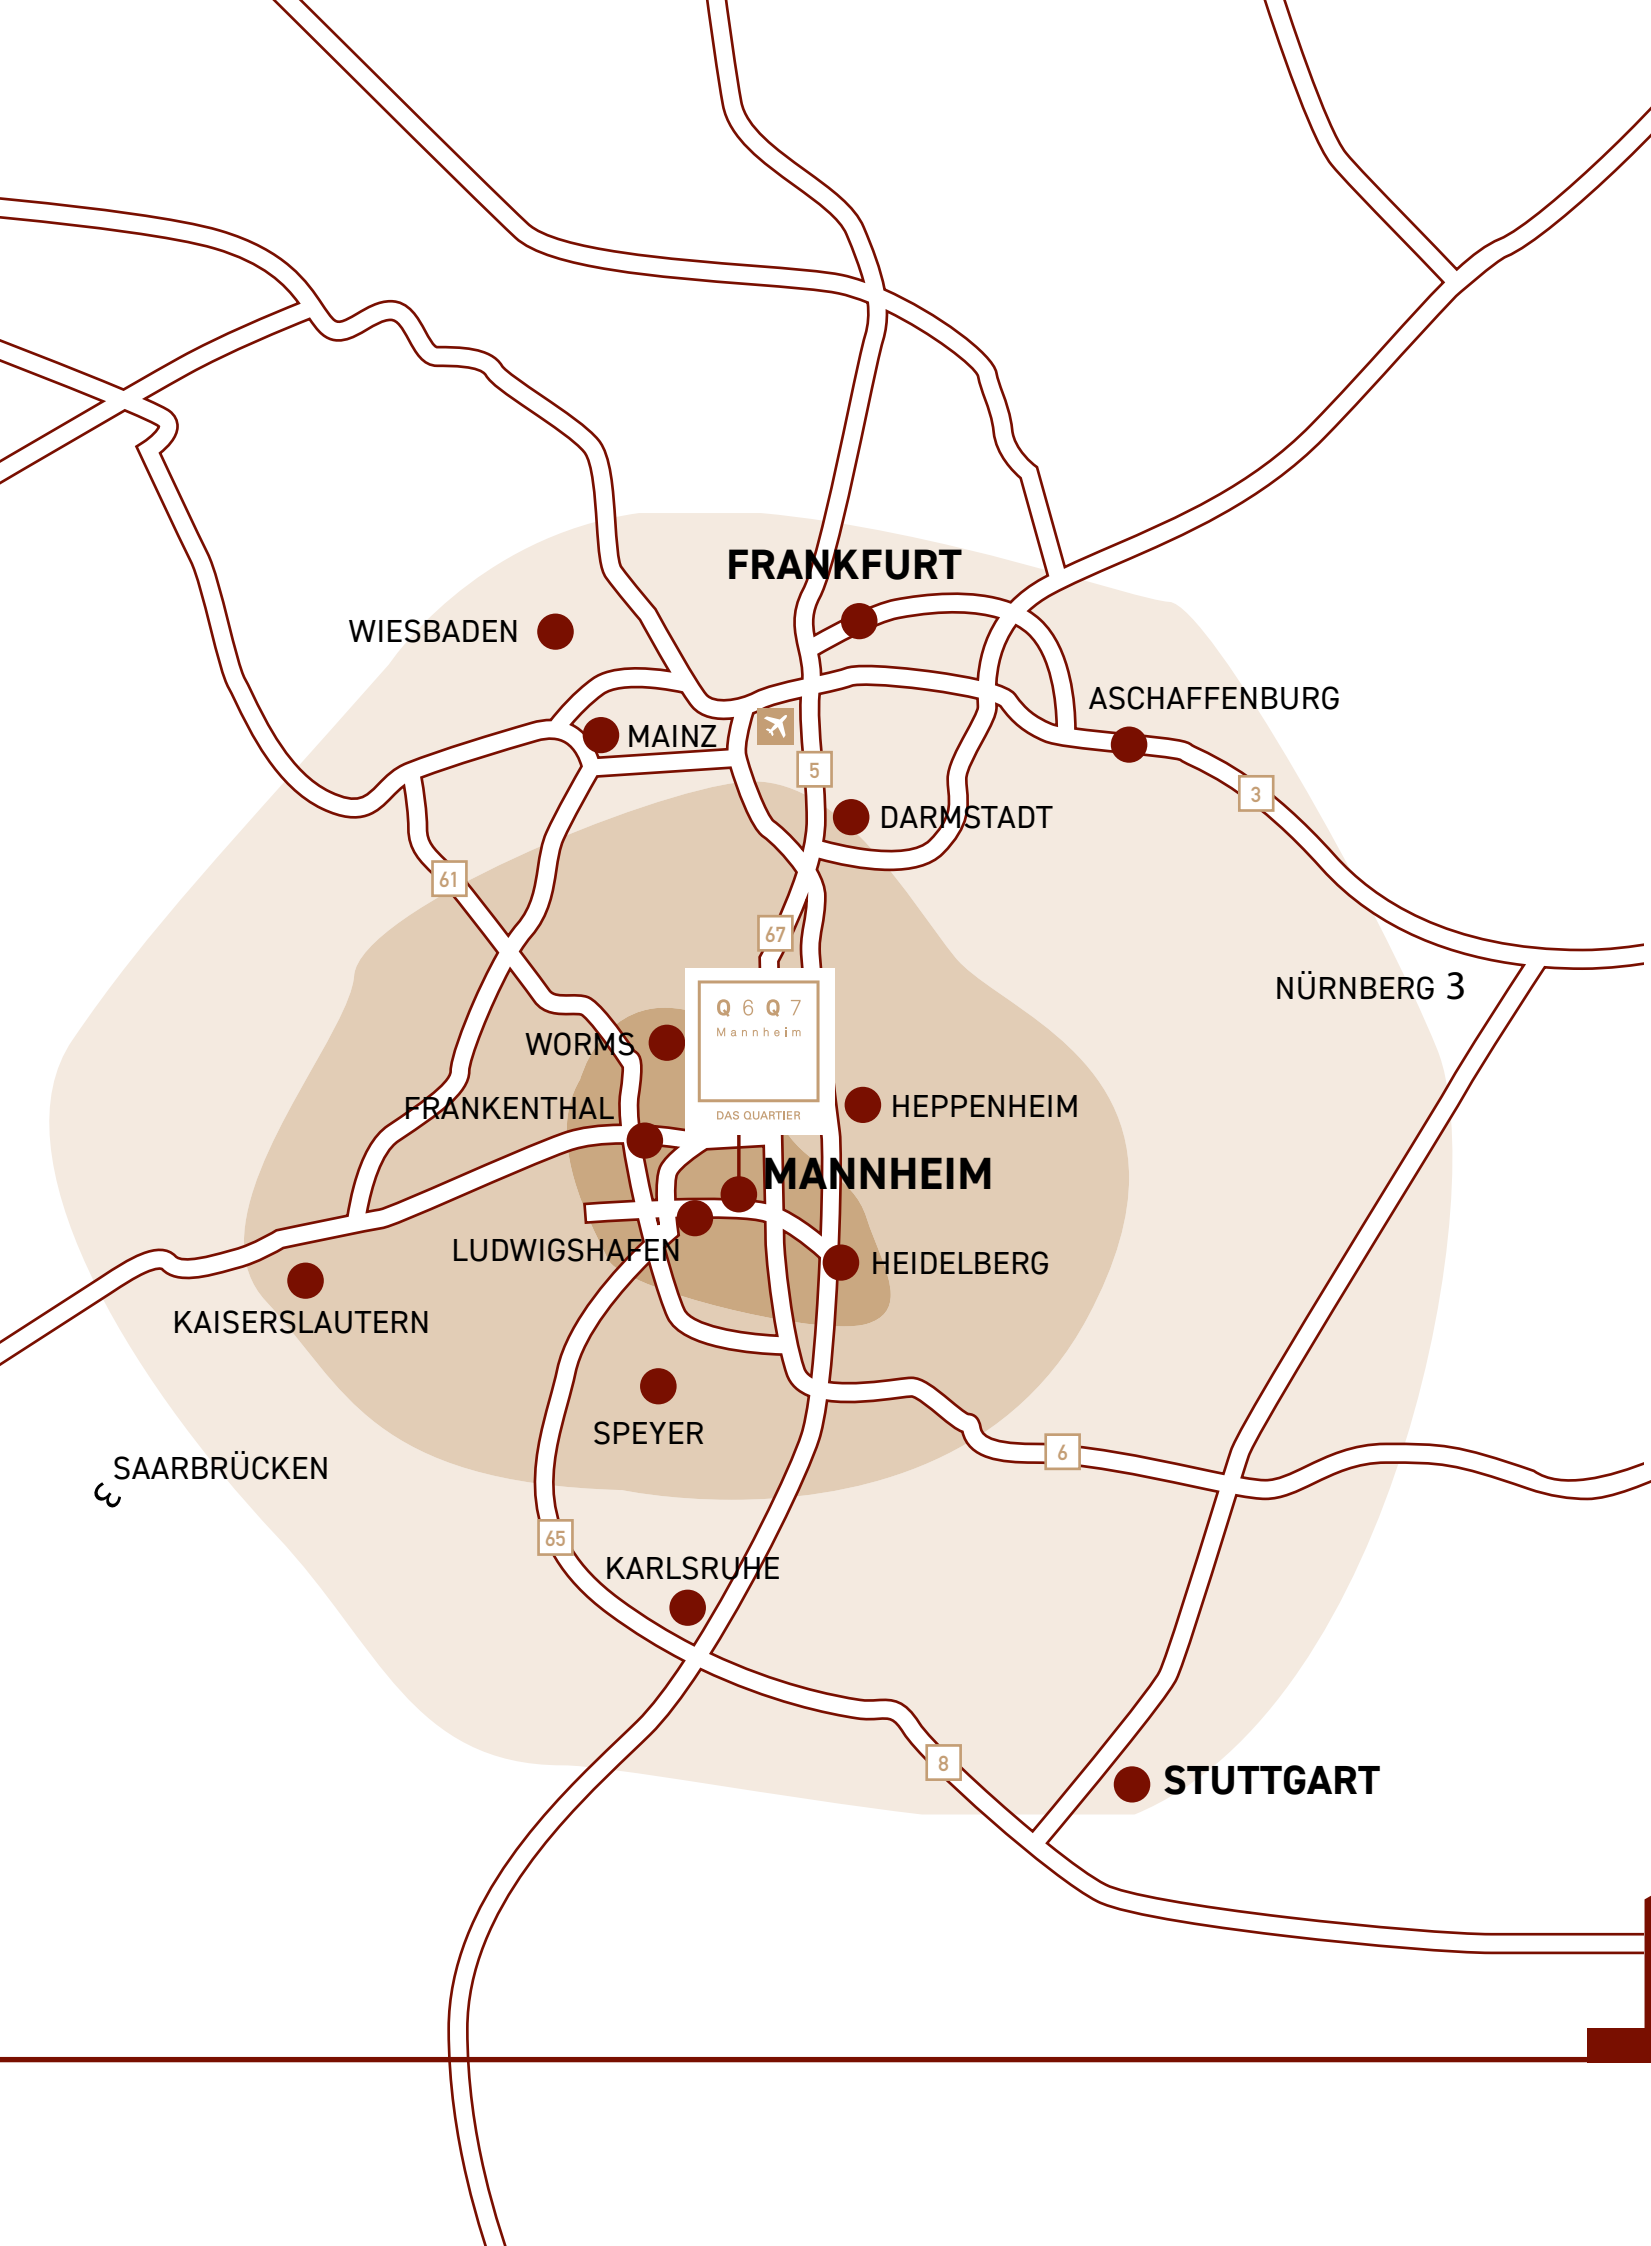 FRANKFURT
WIESBADEN
ASCHAFFENBURG
MAINZ
5
3
DARMSTADT
61
67
NÜRNBERG 3
Q 6 Q 7
Mannheim
WORMS
DAS QUARTIER
FRANKENTHAL
HEPPENHEIM
MANNHEIM
LUDWIGSHAFEN
HEIDELBERG
KAISERSLAUTERN
SPEYER
6
SAARBRÜCKEN
3
65
KARLSRUHE
8
STUTTGART